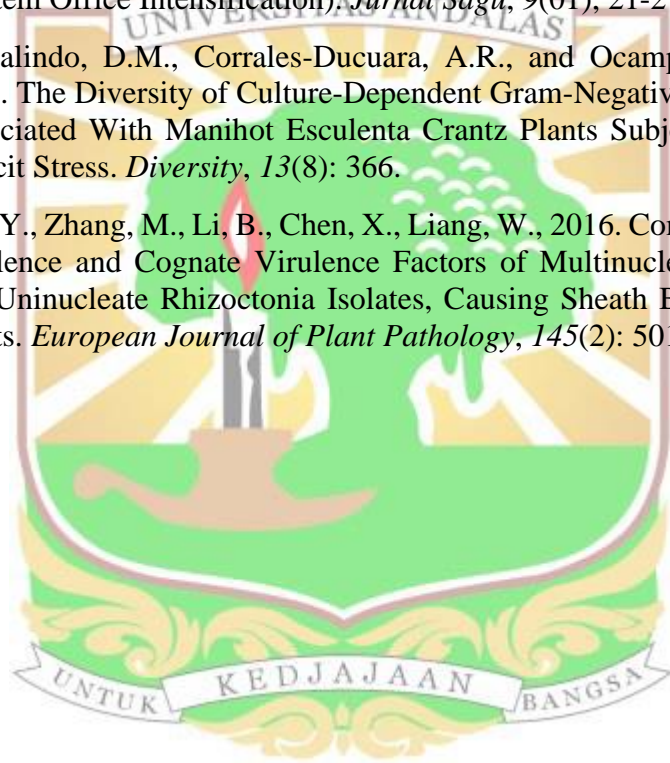 tem Office Intensification). Jurnal Sagu, 9(01), 21-2
UNIVERSITAS ANDALAS
alindo, D.M., Corrales-Ducuara, A.R., and Ocamp
. The Diversity of Culture-Dependent Gram-Negativ
ciated With Manihot Esculenta Crantz Plants Subj
cit Stress. Diversity, 13(8): 366.
Y., Zhang, M., Li, B., Chen, X., Liang, W., 2016. Cor
lence and Cognate Virulence Factors of Multinucle
Uninucleate Rhizoctonia Isolates, Causing Sheath B
ts. European Journal of Plant Pathology, 145(2): 501
UNTUK KEDJAJAAN BANGSA